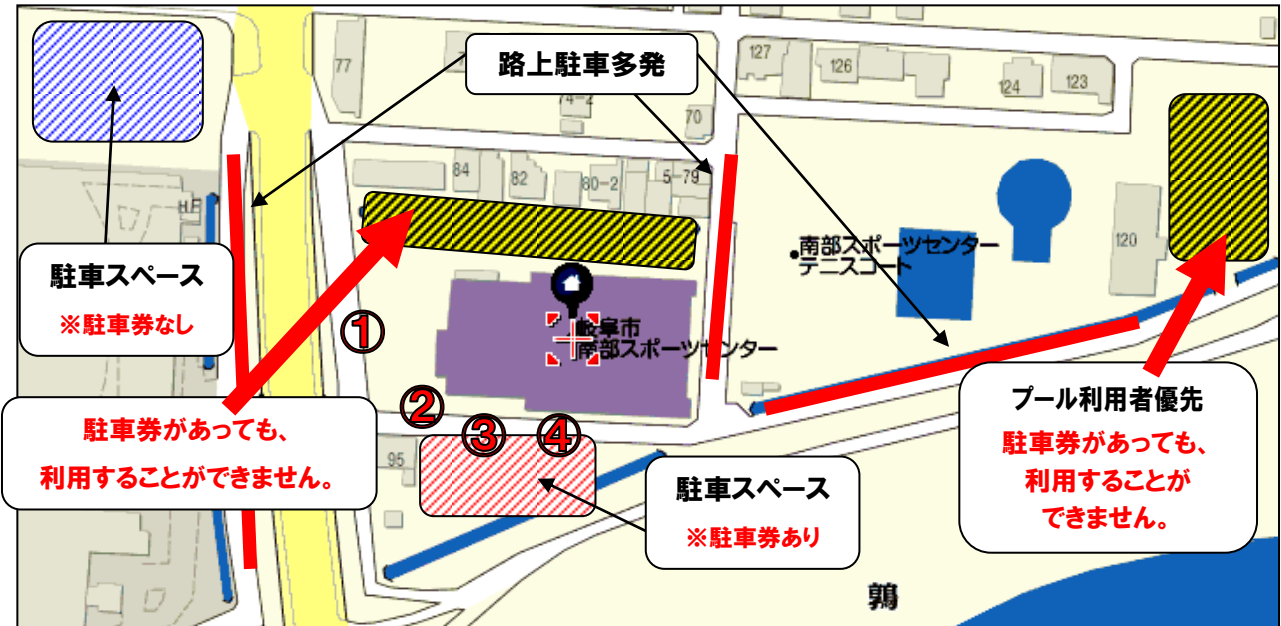 路上駐車多発
77
74-2
70
127
126
124
123
84
82
80-2
5-79
120
南部スポーツセンター
テニスコート
駐車スペース
※駐車券なし
岐阜市
南部スポーツセンター
①
②
③
④
駐車券があっても、
利用することができません。
95
駐車スペース
※駐車券あり
プール利用者優先
駐車券があっても、
利用することが
できません。
鶉